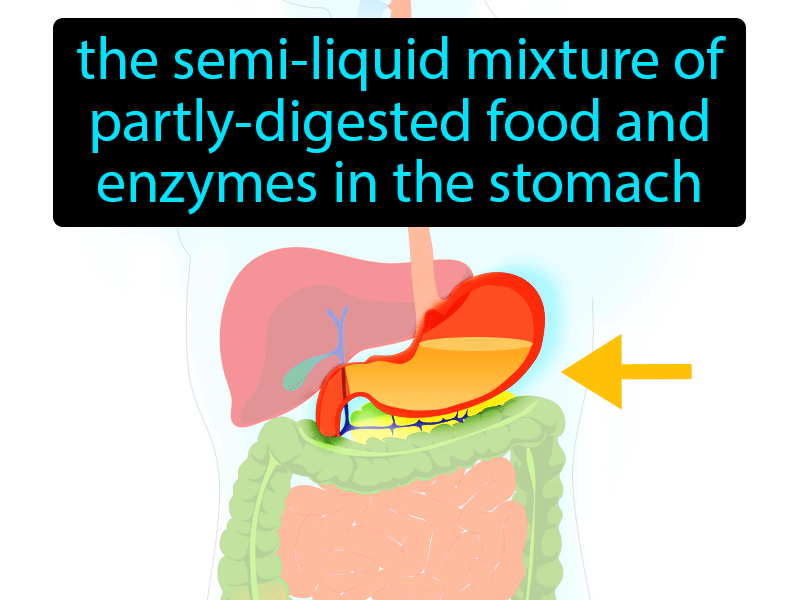 the semi-liquid mixture of
partly-digested food and
enzymes in the stomach